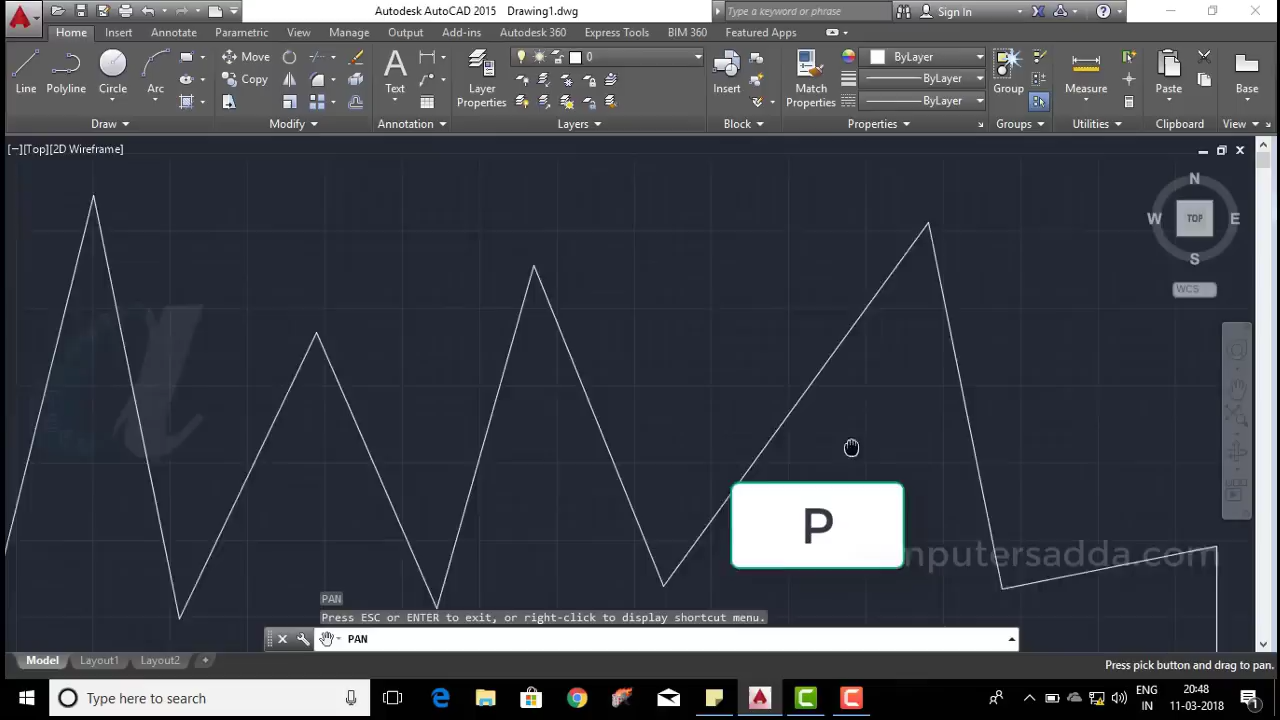 Autodesk AutoCAD 2015 Drawing1.dwg
Type a keyword or phrase
Sign In
Home Insert Annotate Parametric View Manage Output Add-ins Autodesk 360 Express Tools BIM 360 Featured Apps
Line Polyline Circle Arc
Move
Copy
Text
Layer Properties
0
Insert
Match Properties
ByLayer
ByLayer
ByLayer
Group
Measure
Paste
Base
Draw Modify Annotation Layers Block Properties Groups Utilities Clipboard View
[−][Top][2D Wireframe]
N
W TOP E
S
WCS
P
mputersadda.com
PAN
Press ESC or ENTER to exit, or right-click to display shortcut menu.
PAN
Model Layout1 Layout2 +
Press pick button and drag to pan.
Type here to search
ENG
IN
20:48
11-03-2018
1